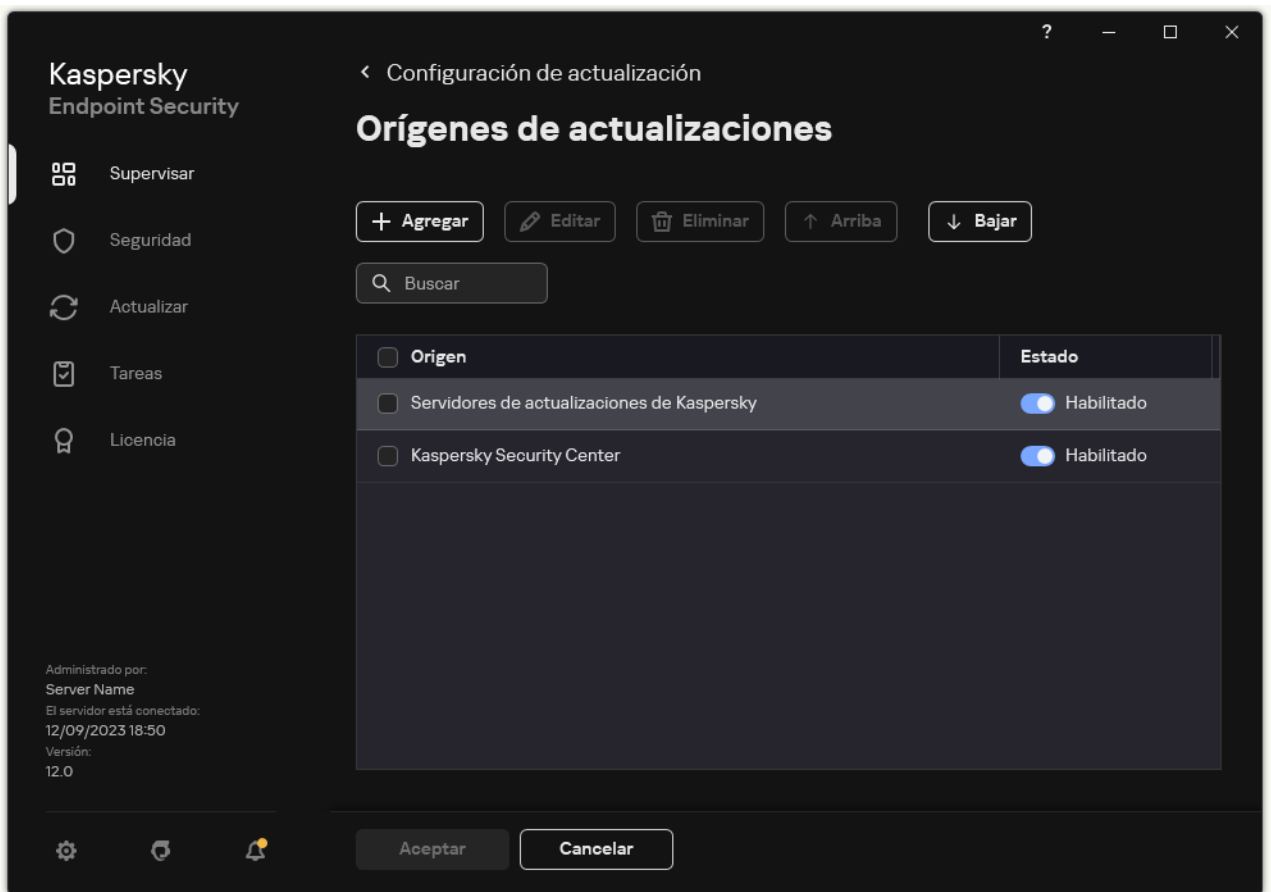 ?
Kaspersky
Endpoint Security
Supervisar
Seguridad
Actualizar
Tareas
Licencia
Administrado por:
Server Name
El servidor está conectado:
12/09/2023 18:50
Versión:
12.0
Configuración de actualización
Orígenes de actualizaciones
Agregar
Editar
Eliminar
Arriba
Bajar
Buscar
Origen Estado
Servidores de actualizaciones de Kaspersky Habilitado
Kaspersky Security Center Habilitado
Aceptar
Cancelar